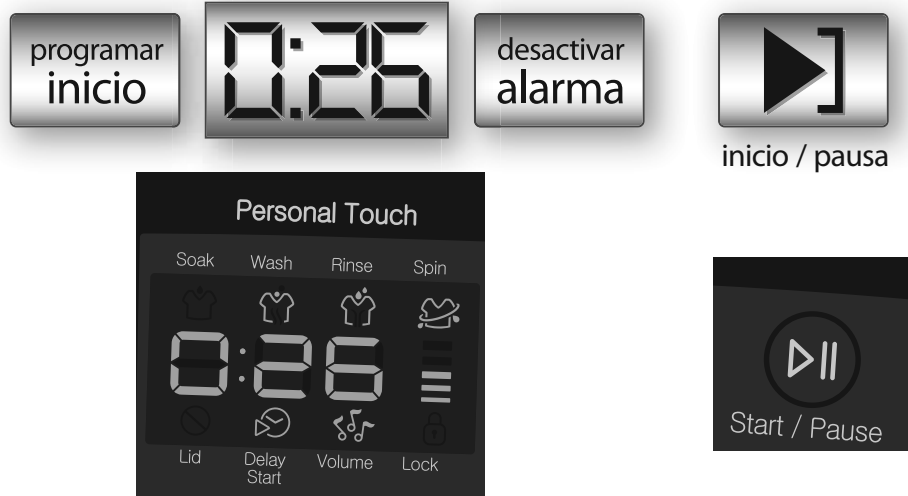 programar
inicio
0:26
desactivar
alarma
inicio / pausa
Personal Touch
Soak Wash Rinse Spin
0:26
Lid Delay Start Volume Lock
Start / Pause